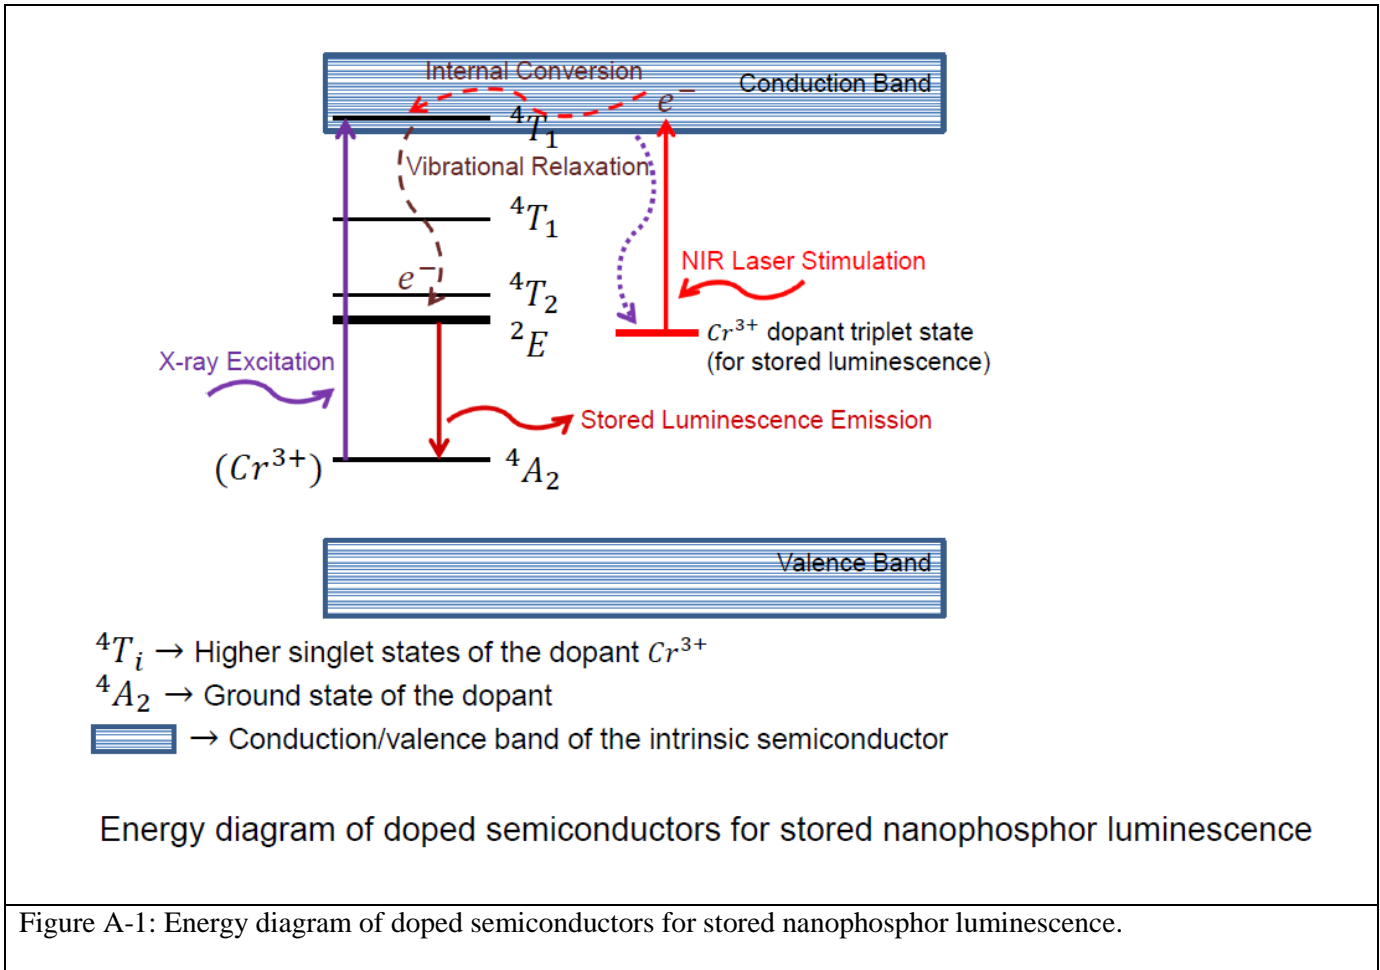 Internal Conversion
Conduction Band
e⁻
⁴T₁
Vibrational Relaxation
⁴T₁
NIR Laser Stimulation
e⁻
⁴T₂
²E
Cr³⁺ dopant triplet state
(for stored luminescence)
X-ray Excitation
Stored Luminescence Emission
(Cr³⁺)
⁴A₂
Valence Band
⁴Tᵢ → Higher singlet states of the dopant Cr³⁺
⁴A₂ → Ground state of the dopant
→ Conduction/valence band of the intrinsic semiconductor
Energy diagram of doped semiconductors for stored nanophosphor luminescence
Figure A-1: Energy diagram of doped semiconductors for stored nanophosphor luminescence.